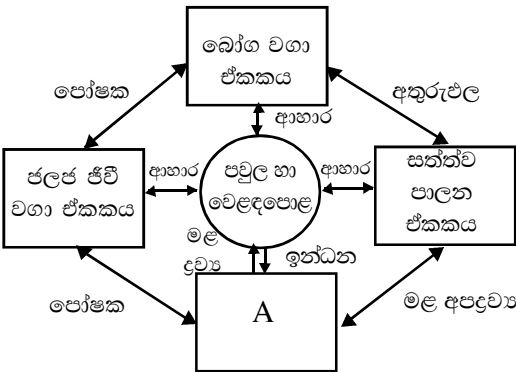 බෝග වගා
ඒකකය
පෝෂක
අතුරුඵල
ආහාර
ජලජ ජීවී
වගා ඒකකය
ආහාර
පවුල හා
වෙළඳපොළ
ආහාර
සත්ත්ව
පාලන
ඒකකය
මළ
ද්‍රව්‍ය
ඉන්ධන
පෝෂක
A
මළ අපද්‍රව්‍ය